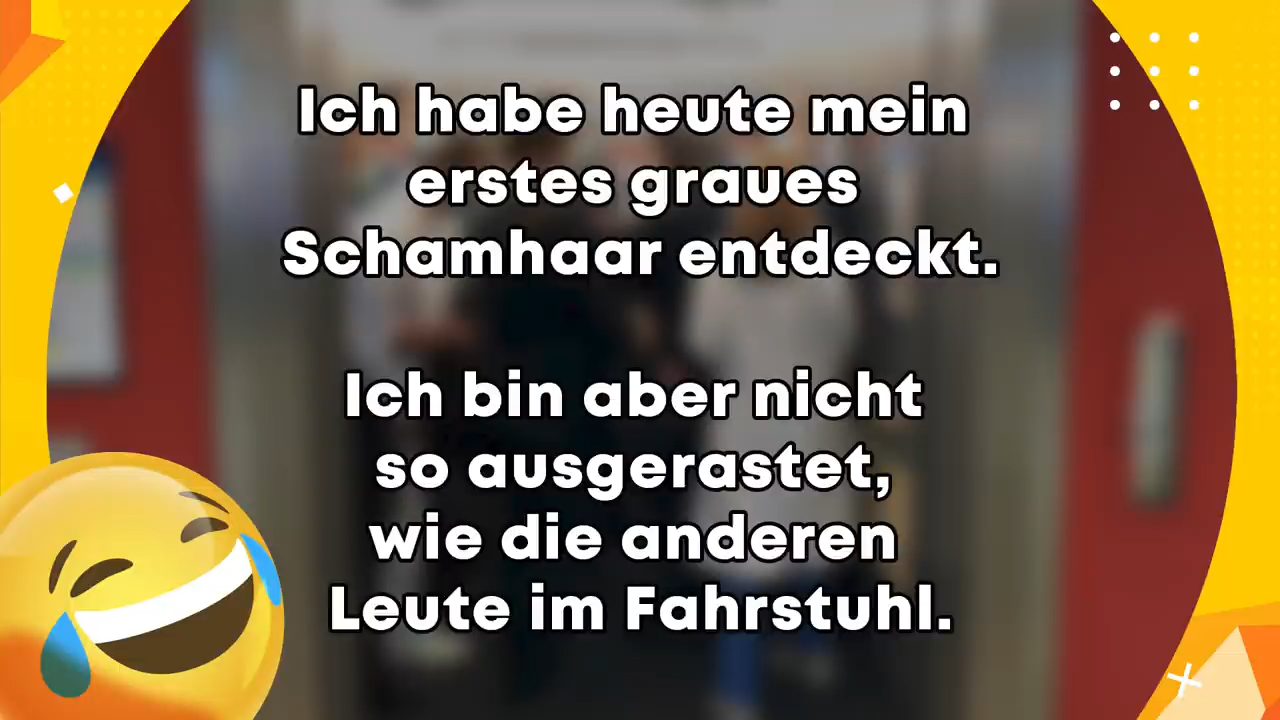 Ich habe heute mein
erstes graues
Schamhaar entdeckt.
Ich bin aber nicht
so ausgerastet,
wie die anderen
Leute im Fahrstuhl.